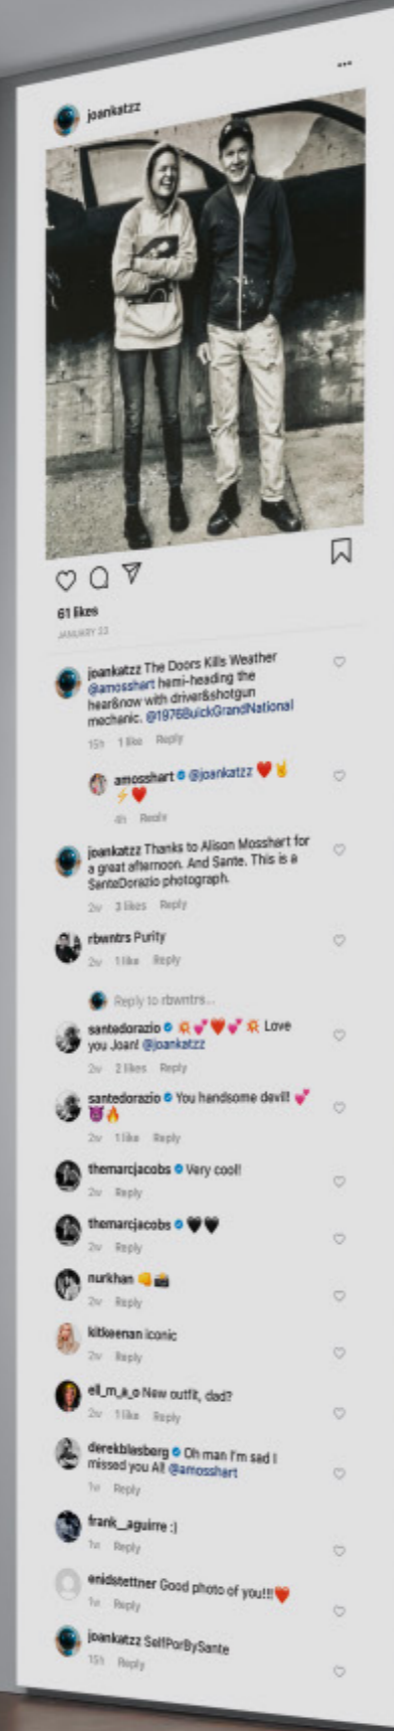 joankatzz
61 likes
JANUARY 23
joankatzz The Doors Kills Weather
@amosshart hemi-heading the
hear&now with driver&shotgun
mechanic. @1976BuickGrandNational
15h 1 like Reply
amosshart @joankatzz ❤️🤘
⚡❤️
4h Reply
joankatzz Thanks to Alison Mosshart for
a great afternoon. And Sante. This is a
SanteDorazio photograph.
2w 3 likes Reply
rbwntrs Purity
2w 1 like Reply
Reply to rbwntrs...
santedorazio 💥💕❤️💕💥 Love
you Joan! @joankatzz
2w 2 likes Reply
santedorazio You handsome devil! 💕
😈🔥
2w 1 like Reply
themarcjacobs Very cool!
2w Reply
themarcjacobs 🖤🖤
2w Reply
nurkhan 👊📸
2w Reply
kitkeenan iconic
2w Reply
ell_m_a_o New outfit, dad?
2w 1 like Reply
derekblasberg Oh man I'm sad I
missed you All @amosshart
1w Reply
frank__aguirre :)
1w Reply
enidstettner Good photo of you!!!❤️
1w Reply
joankatzz SelfPorBySante
15h Reply